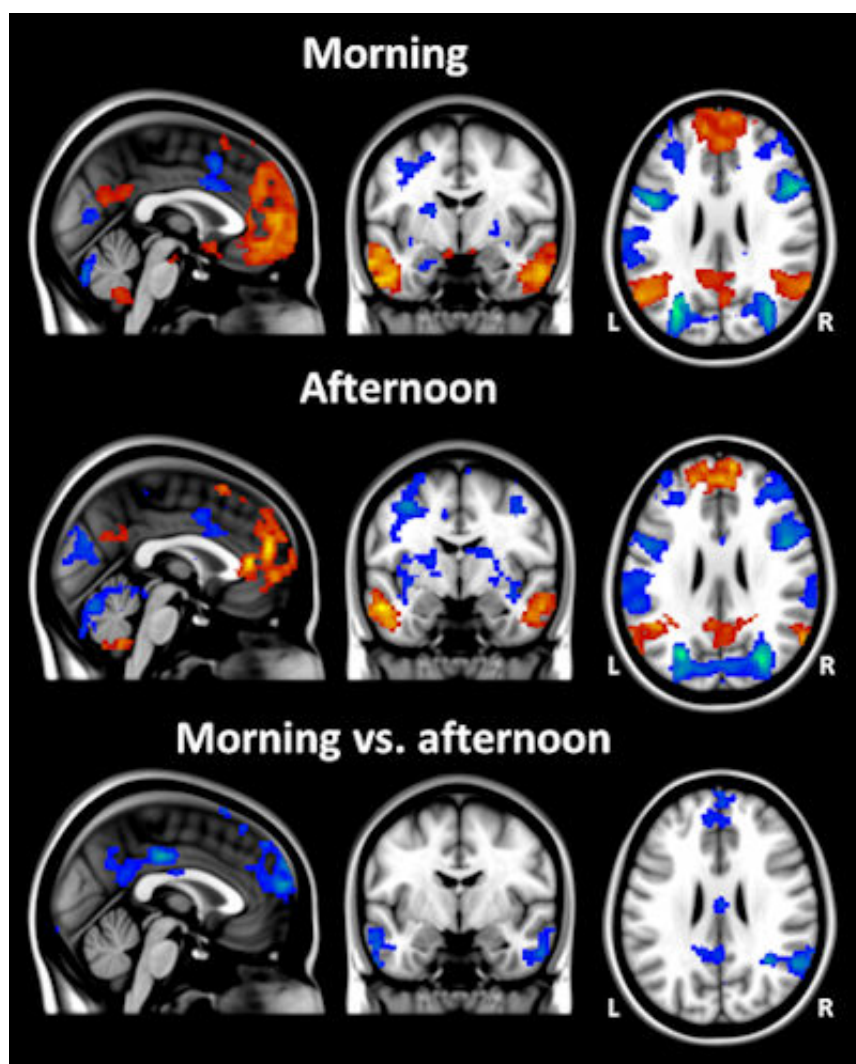 Morning
L R
Afternoon
L R
Morning vs. afternoon
L R